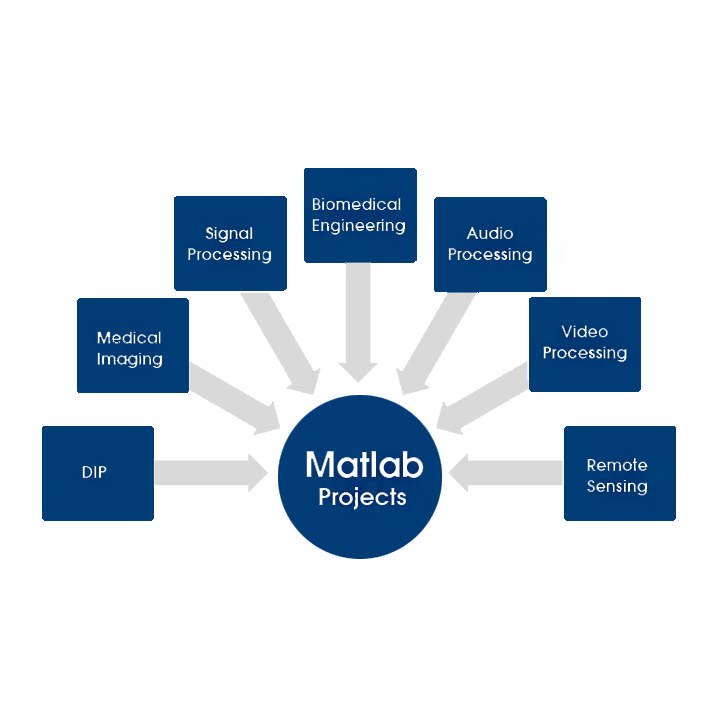 Biomedical
Engineering
Signal
Processing
Audio
Processing
Medical
Imaging
Video
Processing
DIP
Remote
Sensing
Matlab
Projects